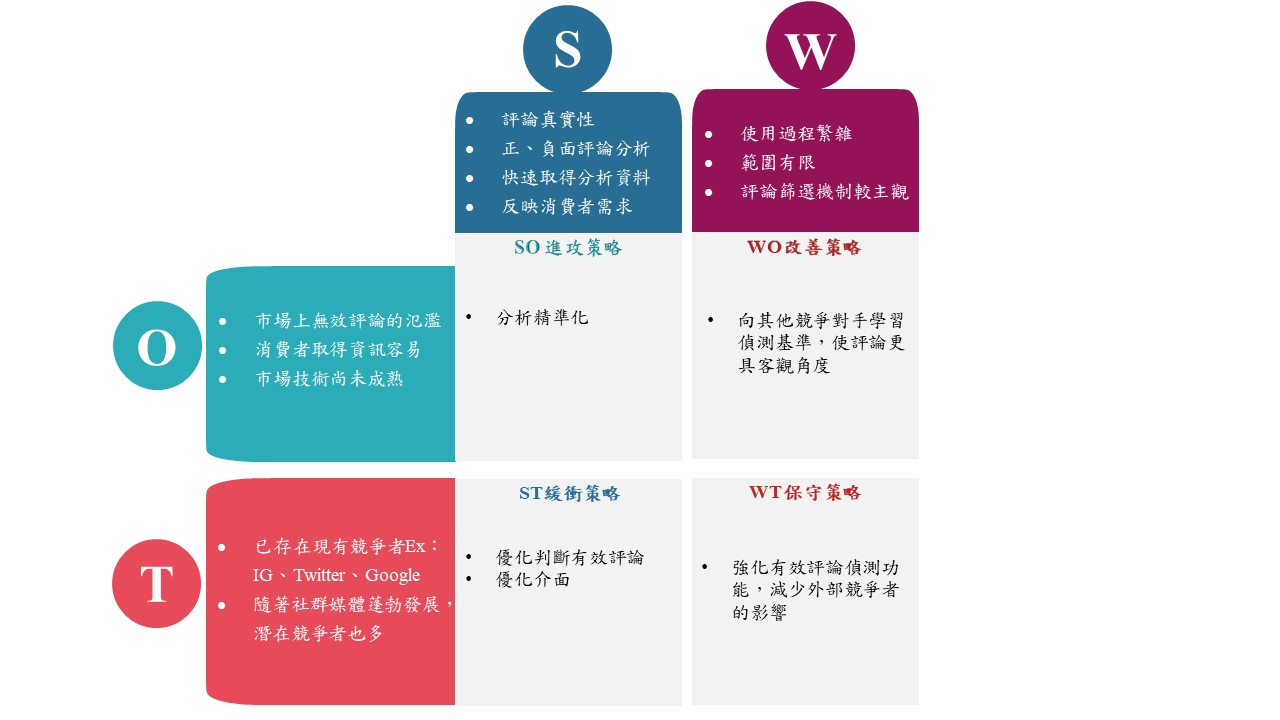 S
W
• 評論真實性
• 正、負面評論分析
• 快速取得分析資料
• 反映消費者需求
• 使用過程繁雜
• 範圍有限
• 評論篩選機制較主觀
O
• 市場上無效評論的氾濫
• 消費者取得資訊容易
• 市場技術尚未成熟
SO 進攻策略
• 分析精準化
WO改善策略
• 向其他競爭對手學習
偵測基準，使評論更
具客觀角度
T
• 已存在現有競爭者Ex：
IG、Twitter、Google
• 隨著社群媒體蓬勃發展，
潛在競爭者也多
ST緩衝策略
• 優化判斷有效評論
• 優化介面
WT保守策略
• 強化有效評論偵測功
能，減少外部競爭者
的影響